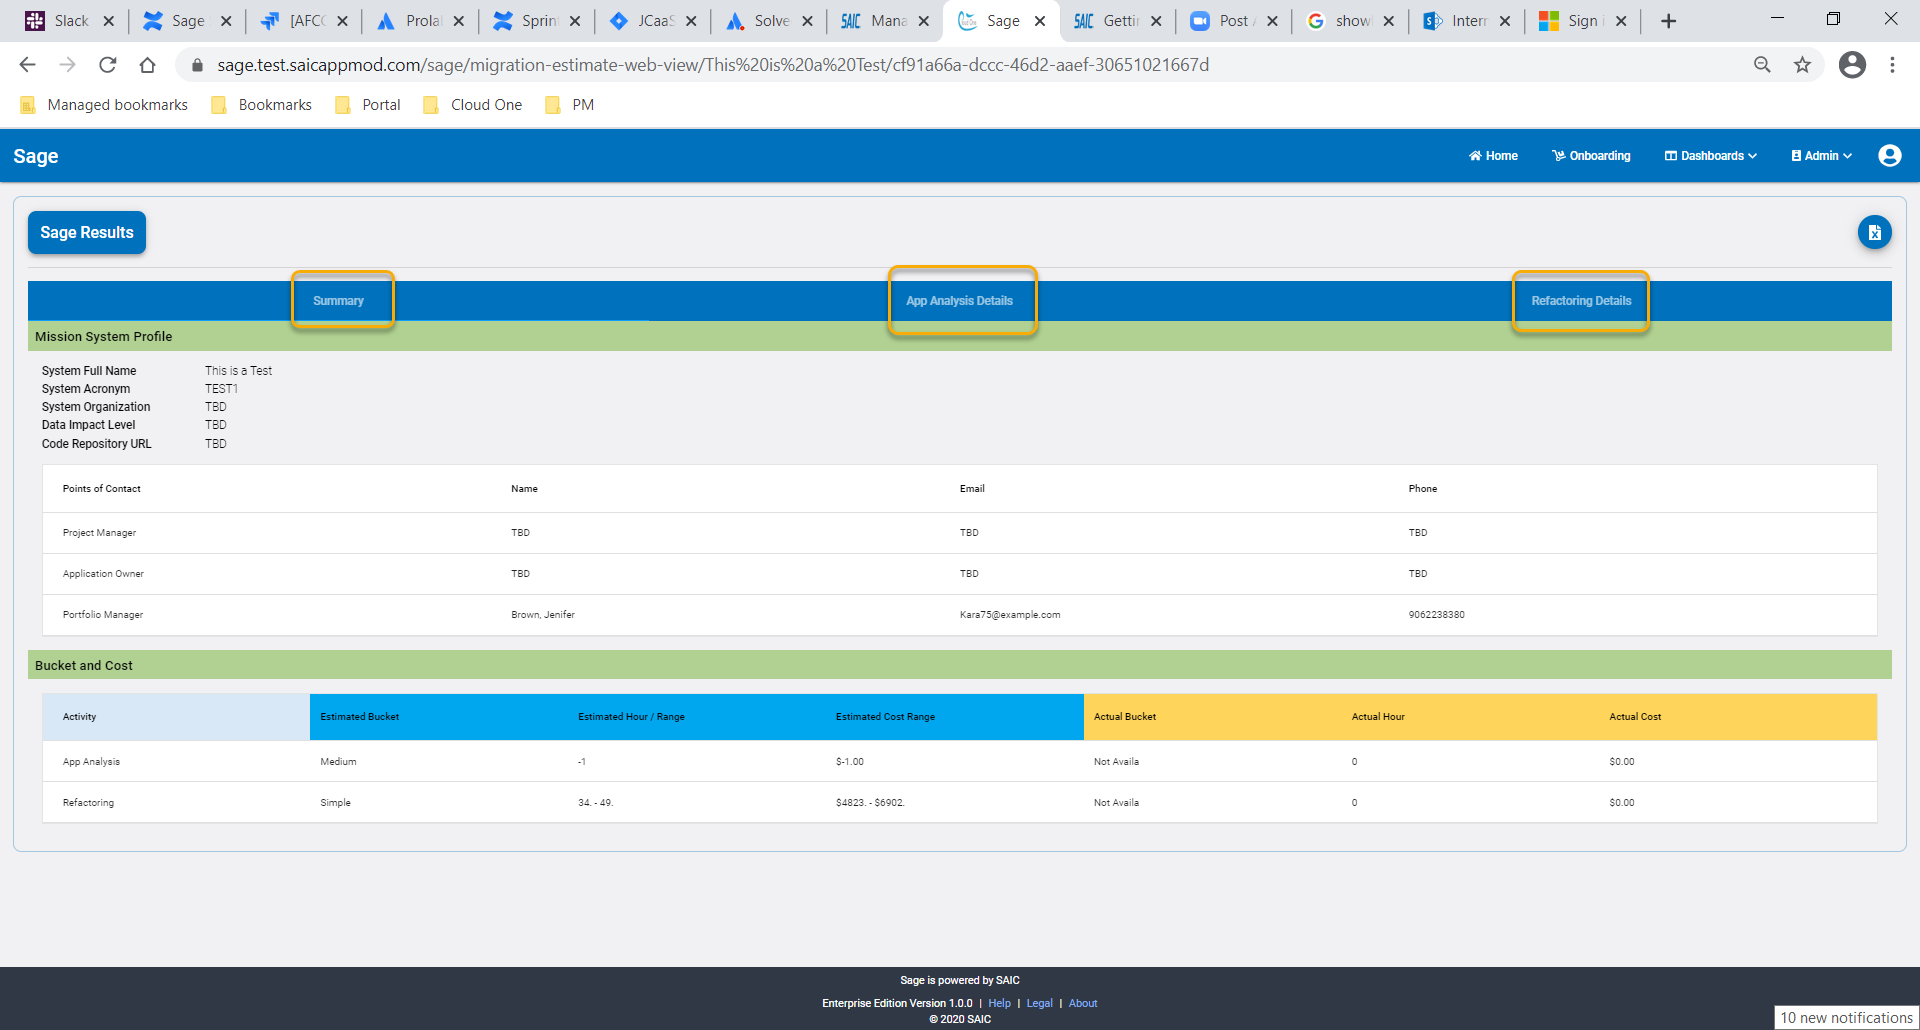 Slack
Sage
[AFCC
Prolal
Sprin
JCaaS
Solve
SAIC Mana
Sage
SAIC Gettin
Post A
show
Intern
Sign i
sage.test.saicappmod.com/sage/migration-estimate-web-view/This%20is%20a%20Test/cf91a66a-dccc-46d2-aaef-30651021667d
Managed bookmarks Bookmarks Portal Cloud One PM
Sage Home Onboarding Dashboards Admin
Sage Results
Summary App Analysis Details Refactoring Details
Mission System Profile
System Full Name This is a Test
System Acronym TEST1
System Organization TBD
Data Impact Level TBD
Code Repository URL TBD
Points of Contact Name Email Phone
Project Manager TBD TBD TBD
Application Owner TBD TBD TBD
Portfolio Manager Brown, Jenifer Kara75@example.com 9062238380
Bucket and Cost
Activity Estimated Bucket Estimated Hour / Range Estimated Cost Range Actual Bucket Actual Hour Actual Cost
App Analysis Medium -1 $-1.00 Not Availa 0 $0.00
Refactoring Simple 34. - 49. $4823. - $6902. Not Availa 0 $0.00
Sage is powered by SAIC
Enterprise Edition Version 1.0.0 | Help | Legal | About
© 2020 SAIC
10 new notifications